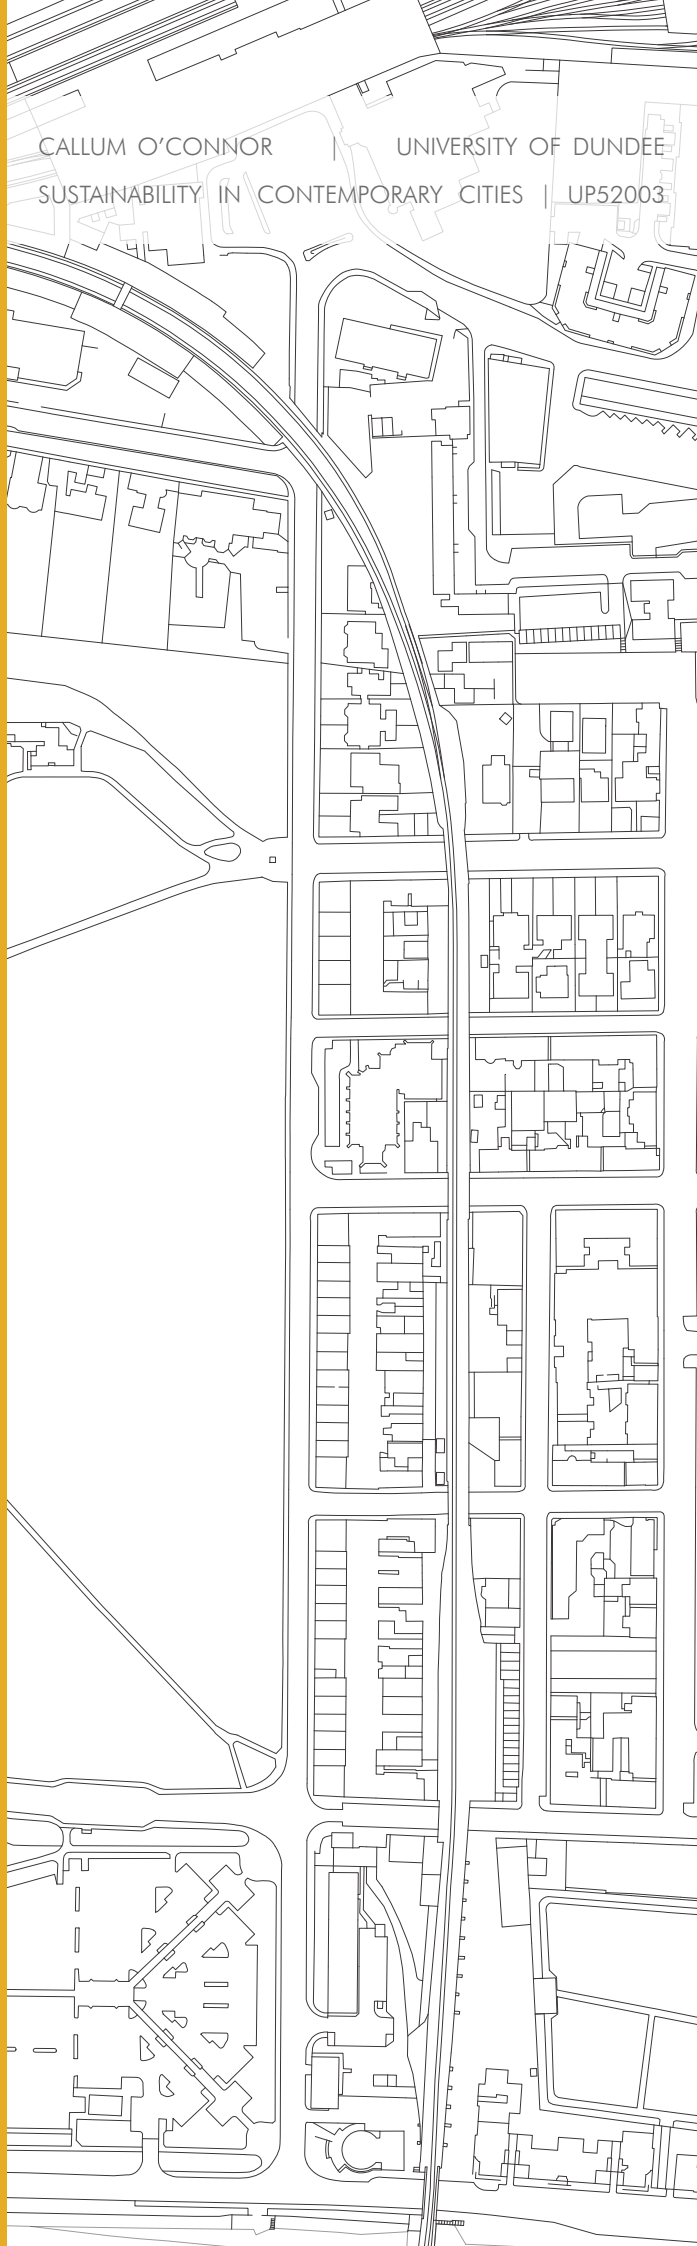 CALLUM O'CONNOR | UNIVERSITY OF DUNDEE
SUSTAINABILITY IN CONTEMPORARY CITIES | UP52003